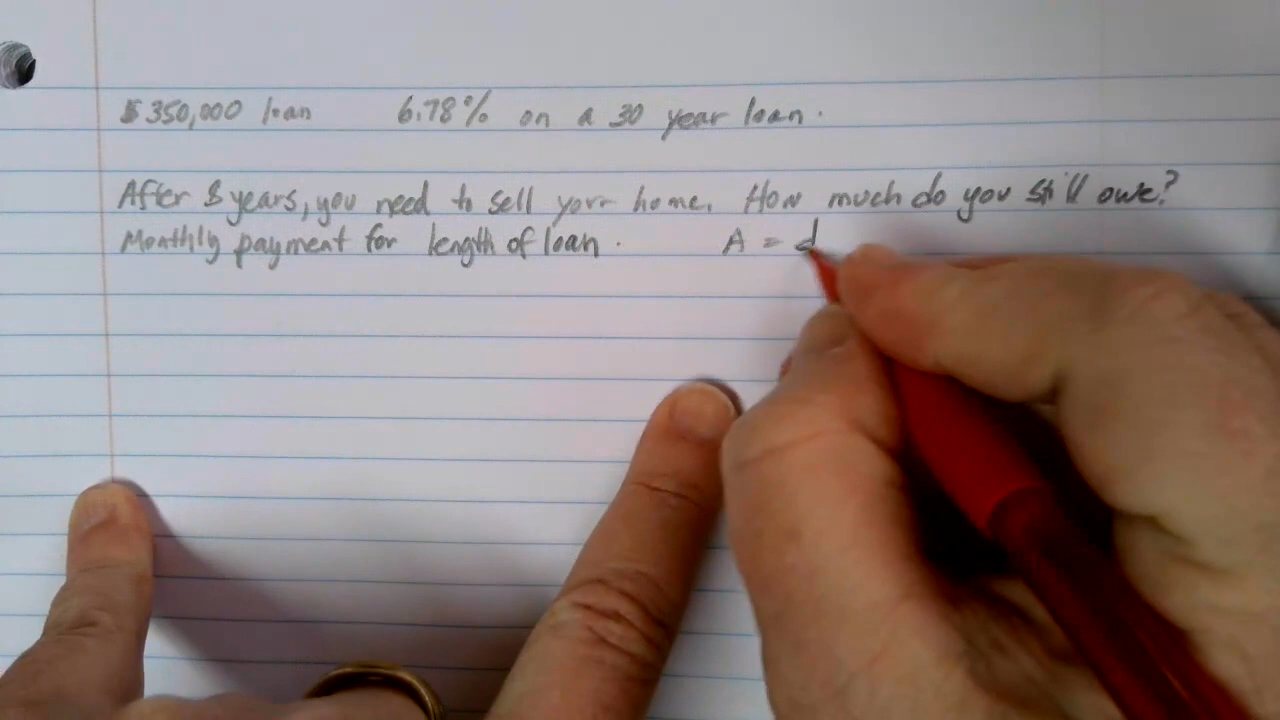 $350,000 loan 6.78% on a 30 year loan.
After 8 years, you need to sell your home. How much do you still owe?
Monthly payment for length of loan. A = d